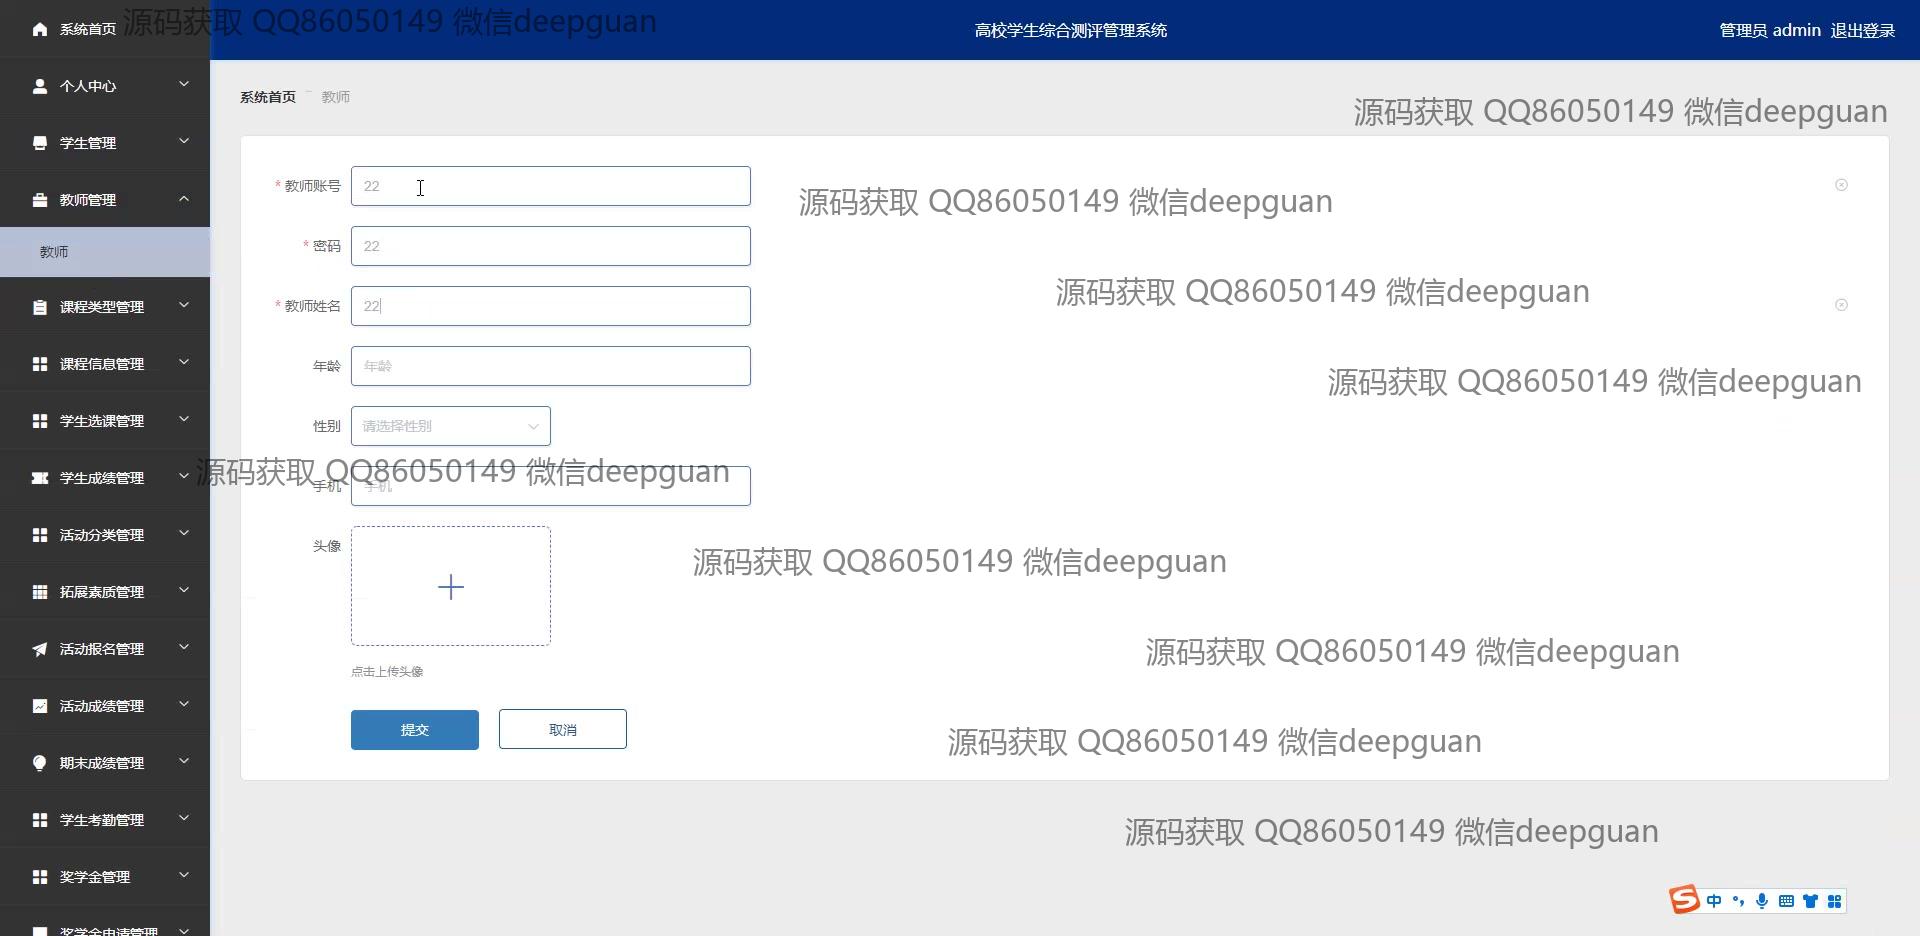 系统首页
源码获取 QQ86050149 微信deepguan
高校学生综合测评管理系统
管理员 admin 退出登录
个人中心
学生管理
教师管理
教师
课程类型管理
课程信息管理
学生选课管理
学生成绩管理
活动分类管理
拓展素质管理
活动报名管理
活动成绩管理
期末成绩管理
学生考勤管理
奖学金管理
奖学金申请管理
系统首页 ~ 教师
源码获取 QQ86050149 微信deepguan
* 教师账号 22
源码获取 QQ86050149 微信deepguan
* 密码 22
源码获取 QQ86050149 微信deepguan
* 教师姓名 22
年龄 年龄
源码获取 QQ86050149 微信deepguan
性别 请选择性别
源码获取 QQ86050149 微信deepguan
手机 手机
头像
源码获取 QQ86050149 微信deepguan
点击上传头像
源码获取 QQ86050149 微信deepguan
提交 取消
源码获取 QQ86050149 微信deepguan
源码获取 QQ86050149 微信deepguan
S 中